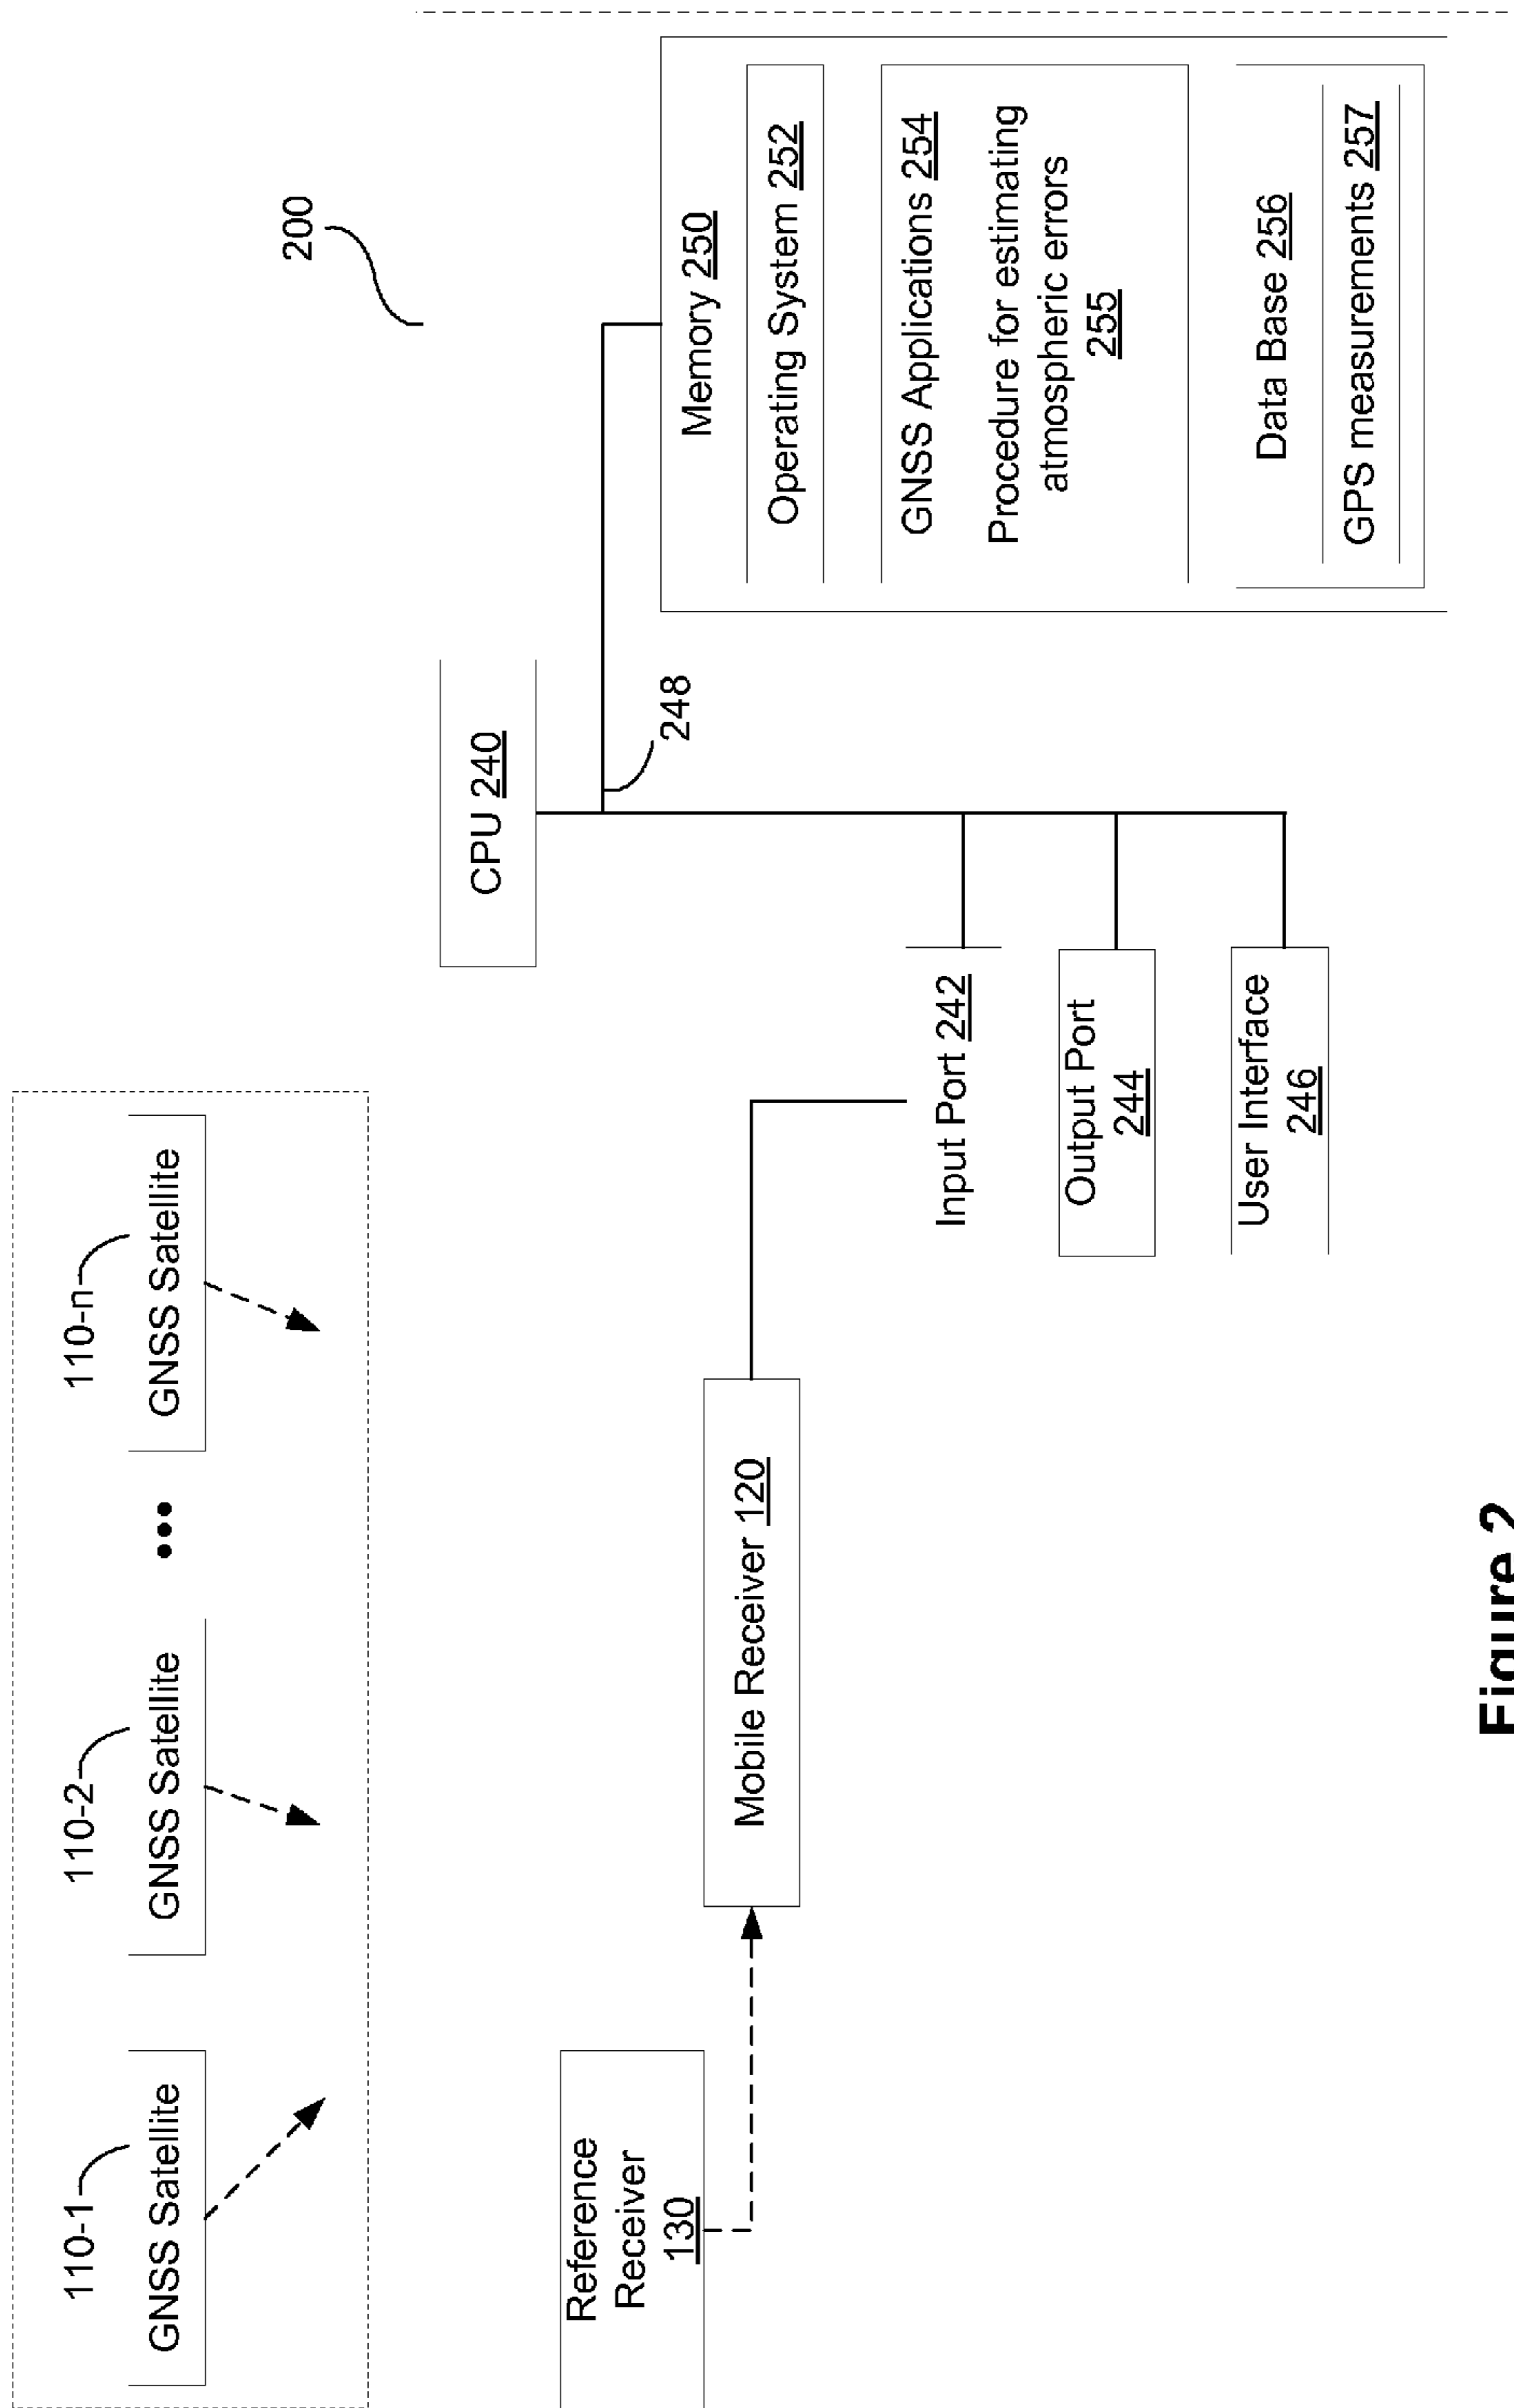 110-1
110-2
110-n
GNSS Satellite
GNSS Satellite
•••
GNSS Satellite
200
Reference
Receiver
130
Mobile Receiver 120
CPU 240
248
Input Port 242
Output Port
244
User Interface
246
Memory 250
Operating System 252
GNSS Applications 254
Procedure for estimating
atmospheric errors
255
Data Base 256
GPS measurements 257
Figure 2